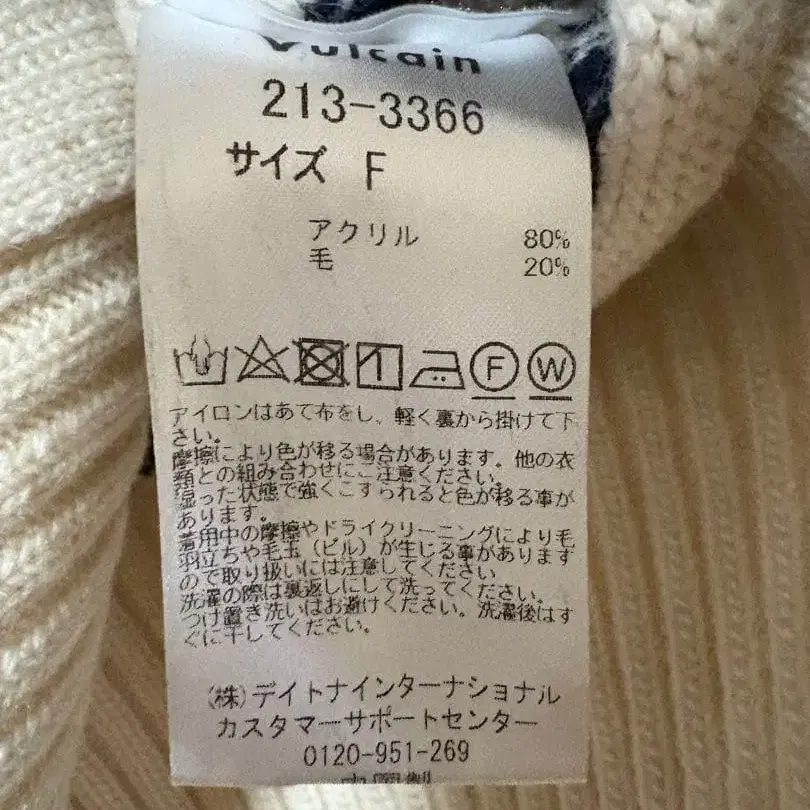 Vulcain
213-3366
サイズ F
アクリル 80%
毛 20%
F W
アイロンはあて布をし、軽く裏から掛けて下
さい。
摩擦により色が移る場合があります。他の衣
類との組み合わせにご注意ください。
湿った状態で強くこすられると色が移る事が
あります。
着用中の摩擦やドライクリーニングにより毛
羽立ちや毛玉（ピル）が生じる事があります
ので取り扱いには注意してください
洗濯の際は裏返しにして洗ってください。
つけ置き洗いはお避けください。洗濯後はす
ぐに干してください。
(株)デイトナインターナショナル
カスタマーサポートセンター
0120-951-269
中国製